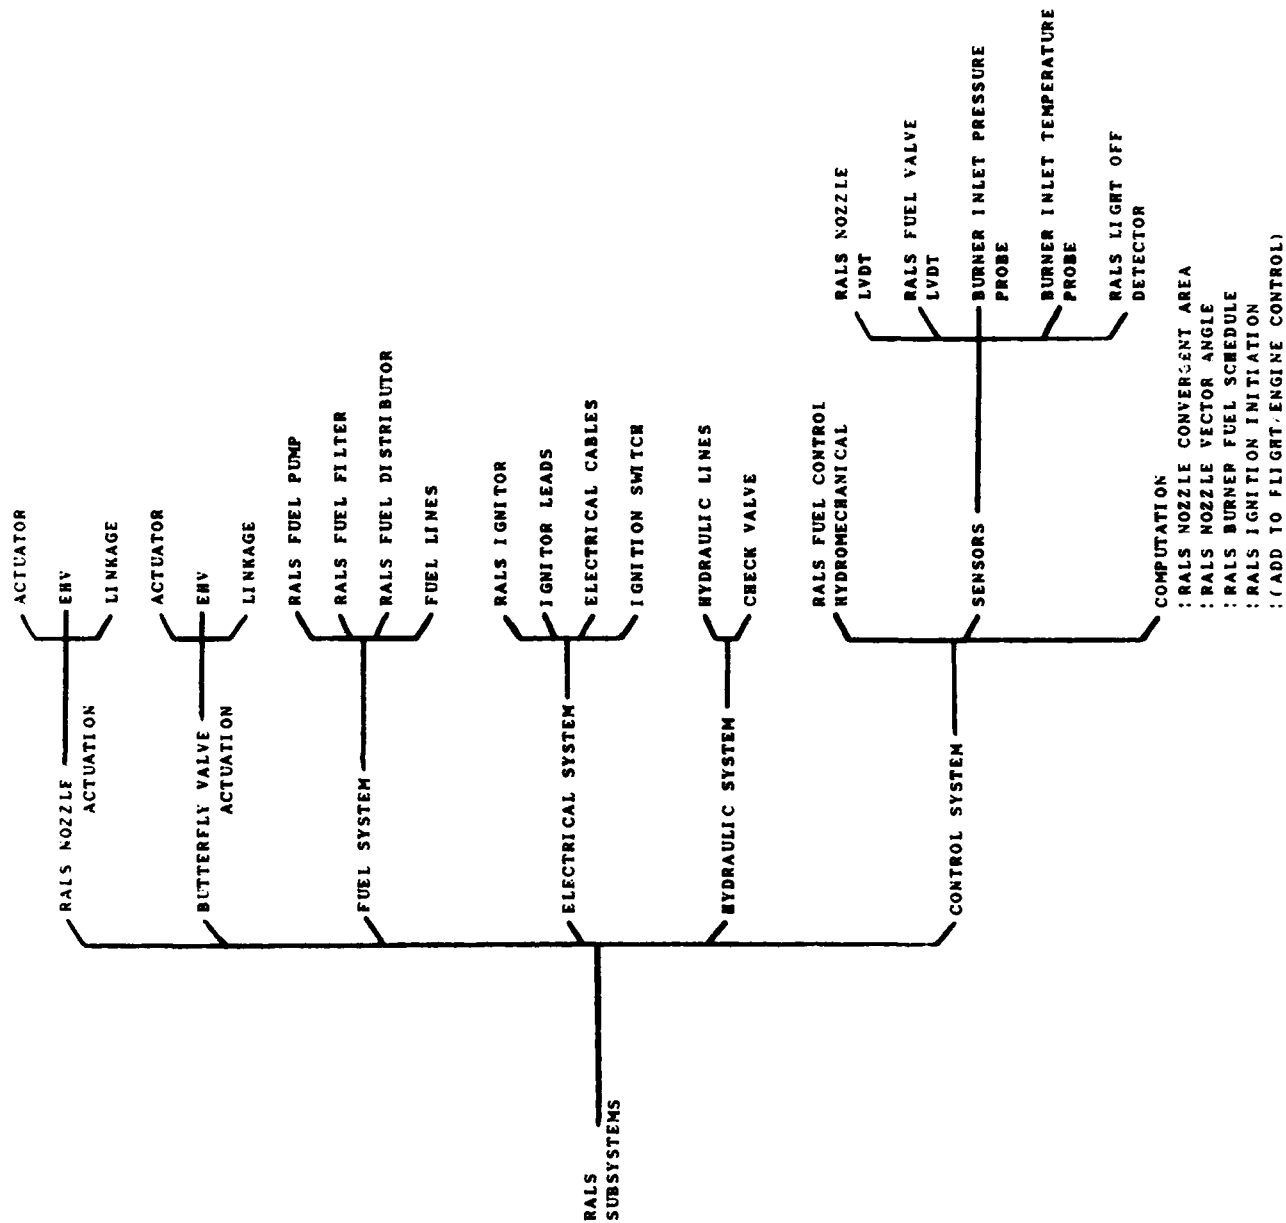 RALS
SUBSYSTEMS
RALS NOZZLE
ACTUATION
ACTUATOR
EHV
LINKAGE
BUTTERFLY VALVE
ACTUATION
ACTUATOR
EHV
LINKAGE
FUEL SYSTEM
RALS FUEL PUMP
RALS FUEL FILTER
RALS FUEL DISTRIBUTOR
FUEL LINES
ELECTRICAL SYSTEM
RALS IGNITOR
IGNITOR LEADS
ELECTRICAL CABLES
IGNITION SWITCH
HYDRAULIC SYSTEM
HYDRAULIC LINES
CHECK VALVE
CONTROL SYSTEM
RALS FUEL CONTROL
HYDROMECHANICAL
SENSORS
RALS NOZZLE
LVDT
RALS FUEL VALVE
LVDT
BURNER INLET PRESSURE
PROBE
BURNER INLET TEMPERATURE
PROBE
RALS LIGHT OFF
DETECTOR
COMPUTATION
:RALS NOZZLE CONVERGENT AREA
:RALS NOZZLE VECTOR ANGLE
:RALS BURNER FUEL SCHEDULE
:RALS IGNITION INITIATION
:(ADD TO FLIGHT/ENGINE CONTROL)